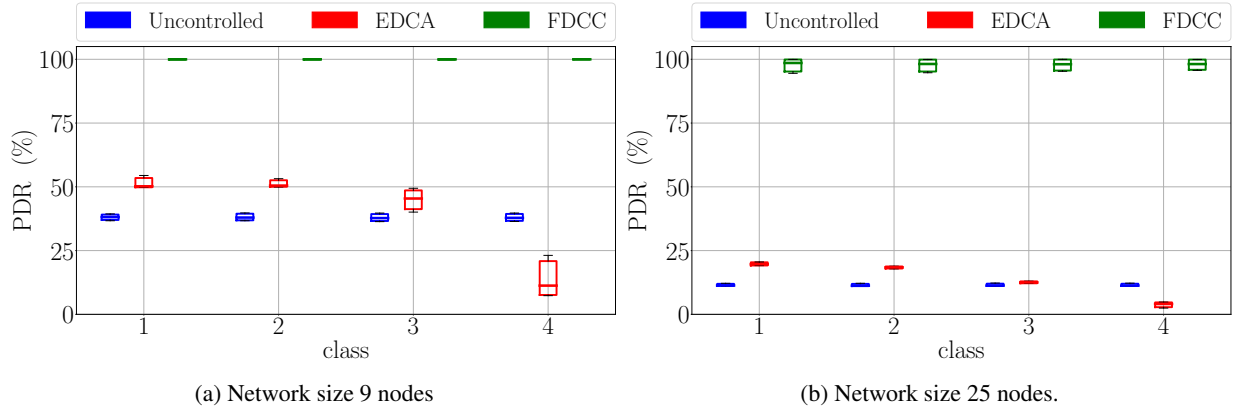 Uncontrolled EDCA FDCC
100
75
50
25
0
PDR (%)
1 2 3 4
class
(a) Network size 9 nodes
Uncontrolled EDCA FDCC
100
75
50
25
0
PDR (%)
1 2 3 4
class
(b) Network size 25 nodes.